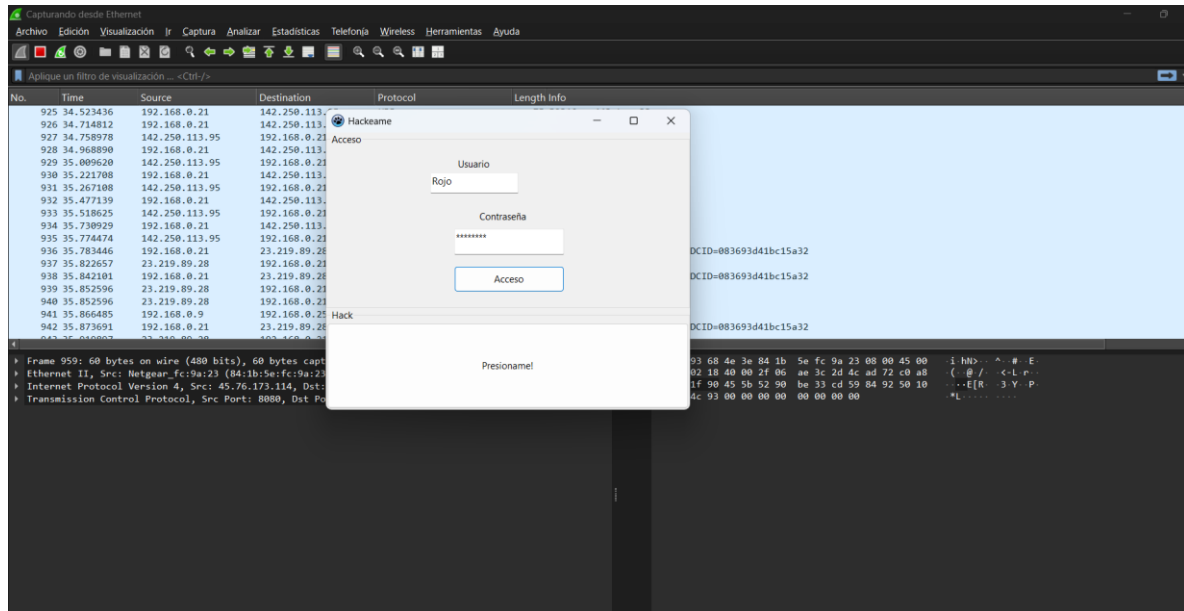 Capturando desde Ethernet
Archivo Edición Visualización Ir Captura Analizar Estadísticas Telefonía Wireless Herramientas Ayuda
Aplique un filtro de visualización ... <Ctrl-/>
No. Time Source Destination Protocol Length Info
925 34.523436 192.168.0.21 142.250.113.
926 34.714812 192.168.0.21 142.250.113.
927 34.758978 142.250.113.95 192.168.0.21
928 34.968890 192.168.0.21 142.250.113.
929 35.009620 142.250.113.95 192.168.0.21
930 35.221708 192.168.0.21 142.250.113.
931 35.267108 142.250.113.95 192.168.0.21
932 35.477139 192.168.0.21 142.250.113.
933 35.518625 142.250.113.95 192.168.0.21
934 35.730929 192.168.0.21 142.250.113.
935 35.774474 142.250.113.95 192.168.0.21
936 35.783446 192.168.0.21 23.219.89.28 DCID=083693d41bc15a32
937 35.822657 23.219.89.28 192.168.0.21
938 35.842101 192.168.0.21 23.219.89.28 DCID=083693d41bc15a32
939 35.852596 23.219.89.28 192.168.0.21
940 35.852596 23.219.89.28 192.168.0.21
941 35.866485 192.168.0.9 192.168.0.25
942 35.873691 192.168.0.21 23.219.89.28 DCID=083693d41bc15a32
Hackeame
Acceso
Usuario
Rojo
Contraseña
********
Acceso
Hack
Presioname!
Frame 959: 60 bytes on wire (480 bits), 60 bytes capt
Ethernet II, Src: Netgear_fc:9a:23 (84:1b:5e:fc:9a:23
Internet Protocol Version 4, Src: 45.76.173.114, Dst:
Transmission Control Protocol, Src Port: 8080, Dst Po
93 68 4e 3e 84 1b 5e fc 9a 23 08 00 45 00 ·i·hN>·· ^··#··E·
02 18 40 00 2f 06 ae 3c 2d 4c ad 72 c0 a8 ·(··@·/· ·<-L·r··
1f 90 45 5b 52 90 be 33 cd 59 84 92 50 10 ····E[R· ·3·Y··P·
4c 93 00 00 00 00 00 00 00 00 ·*L····· ····